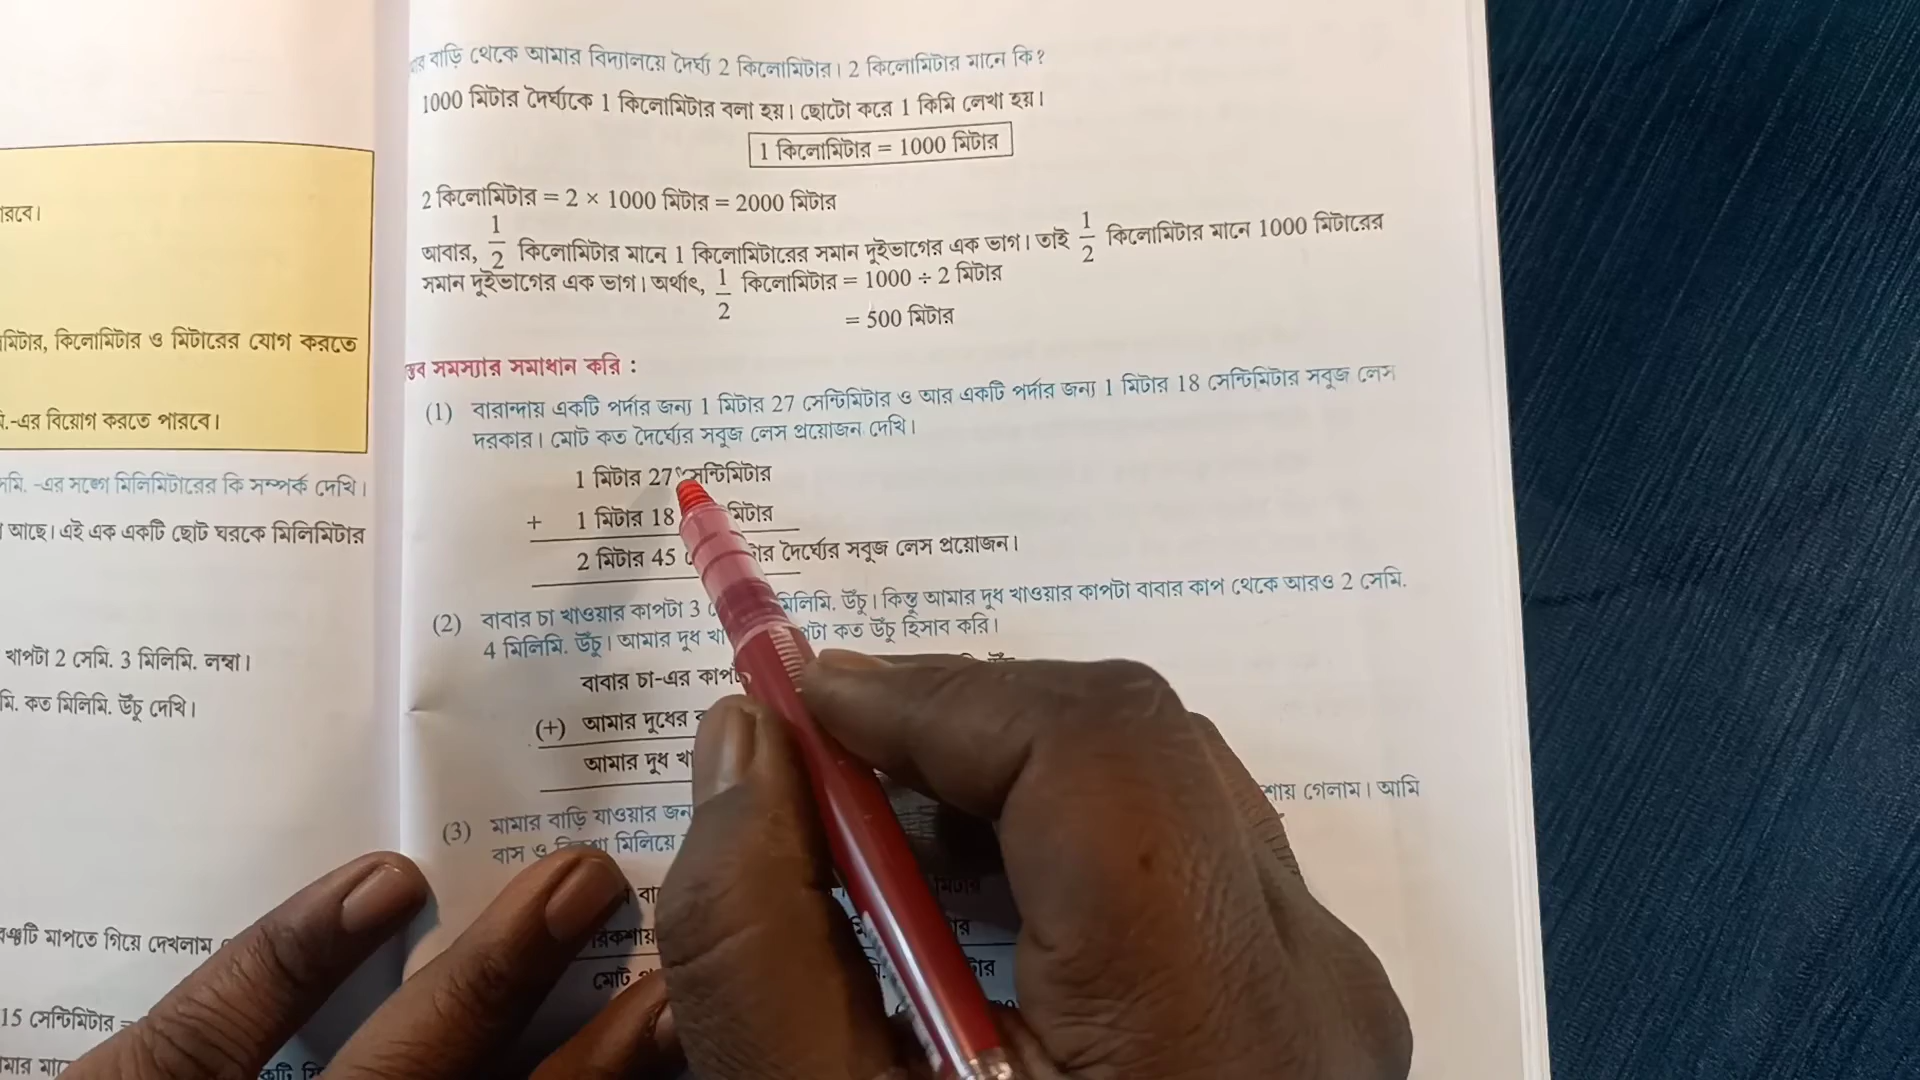 রবে।
মিটার, কিলোমিটার ও মিটারের যোগ করতে
-এর বিয়োগ করতে পারবে।
-এর সঙ্গে মিলিমিটারের কি সম্পর্ক দেখি।
আছে। এই এক একটি ছোট ঘরকে মিলিমিটার
খাপটা 2 সেমি. 3 মিলিমি. লম্বা।
মি. কত মিলিমি. উঁচু দেখি।
মাপতে গিয়ে দেখলাম
15 সেন্টিমিটার =
বাড়ি থেকে আমার বিদ্যালয়ে দৈর্ঘ্য 2 কিলোমিটার। 2 কিলোমিটার মানে কি?
1000 মিটার দৈর্ঘ্যকে 1 কিলোমিটার বলা হয়। ছোটো করে 1 কিমি লেখা হয়।
1 কিলোমিটার = 1000 মিটার
2 কিলোমিটার = 2 × 1000 মিটার = 2000 মিটার
আবার, 1/2 কিলোমিটার মানে 1 কিলোমিটারের সমান দুইভাগের এক ভাগ। তাই 1/2 কিলোমিটার মানে 1000 মিটারের
সমান দুইভাগের এক ভাগ। অর্থাৎ, 1/2 কিলোমিটার = 1000 ÷ 2 মিটার
= 500 মিটার
সমস্যার সমাধান করি :
(1) বারান্দায় একটি পর্দার জন্য 1 মিটার 27 সেন্টিমিটার ও আর একটি পর্দার জন্য 1 মিটার 18 সেন্টিমিটার সবুজ লেস
দরকার। মোট কত দৈর্ঘ্যের সবুজ লেস প্রয়োজন দেখি।
1 মিটার 27 সেন্টিমিটার
+ 1 মিটার 18 মিটার
2 মিটার 45 দৈর্ঘ্যের সবুজ লেস প্রয়োজন।
(2) বাবার চা খাওয়ার কাপটা 3 মিলিমি. উঁচু। কিন্তু আমার দুধ খাওয়ার কাপটা বাবার কাপ থেকে আরও 2 সেমি.
4 মিলিমি. উঁচু। আমার দুধ কত উঁচু হিসাব করি।
বাবার চা-এর
(+) আমার দুধের
আমার দুধ
(3) মামার বাড়ি যাওয়ার গেলাম। আমি
বাস ও মিলিয়ে
মোট